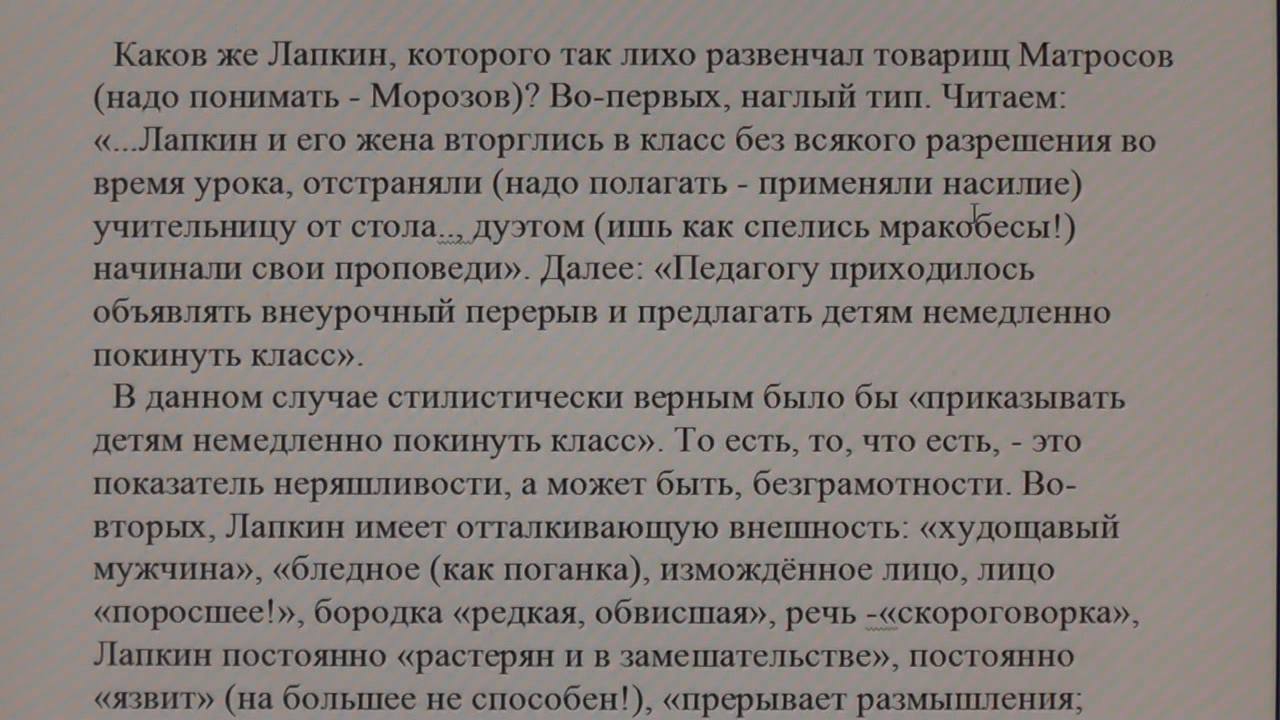 Каков же Лапкин, которого так лихо развенчал товарищ Матросов
(надо понимать - Морозов)? Во-первых, наглый тип. Читаем:
«...Лапкин и его жена вторглись в класс без всякого разрешения во
время урока, отстраняли (надо полагать - применяли насилие)
учительницу от стола.., дуэтом (ишь как спелись мракобесы!)
начинали свои проповеди». Далее: «Педагогу приходилось
объявлять внеурочный перерыв и предлагать детям немедленно
покинуть класс».
В данном случае стилистически верным было бы «приказывать
детям немедленно покинуть класс». То есть, то, что есть, - это
показатель неряшливости, а может быть, безграмотности. Во-
вторых, Лапкин имеет отталкивающую внешность: «худощавый
мужчина», «бледное (как поганка), измождённое лицо, лицо
«поросшее!», бородка «редкая, обвисшая», речь -«скороговорка»,
Лапкин постоянно «растерян и в замешательстве», постоянно
«язвит» (на большее не способен!), «прерывает размышления;